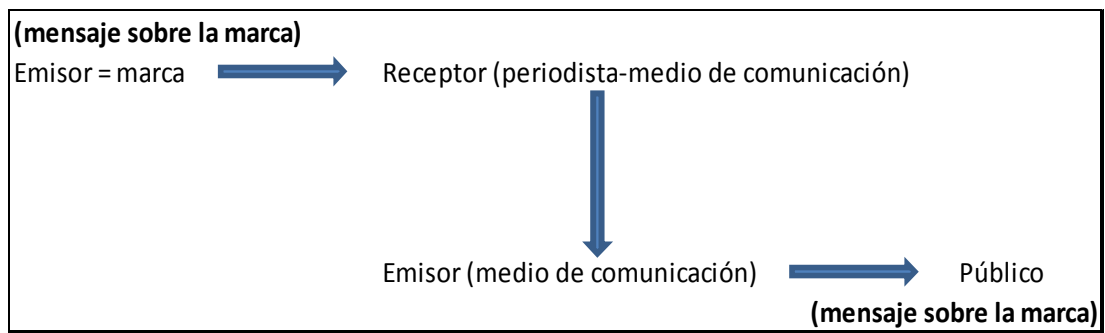 (mensaje sobre la marca)
Emisor = marca
Receptor (periodista-medio de comunicación)
Emisor (medio de comunicación)
Público
(mensaje sobre la marca)